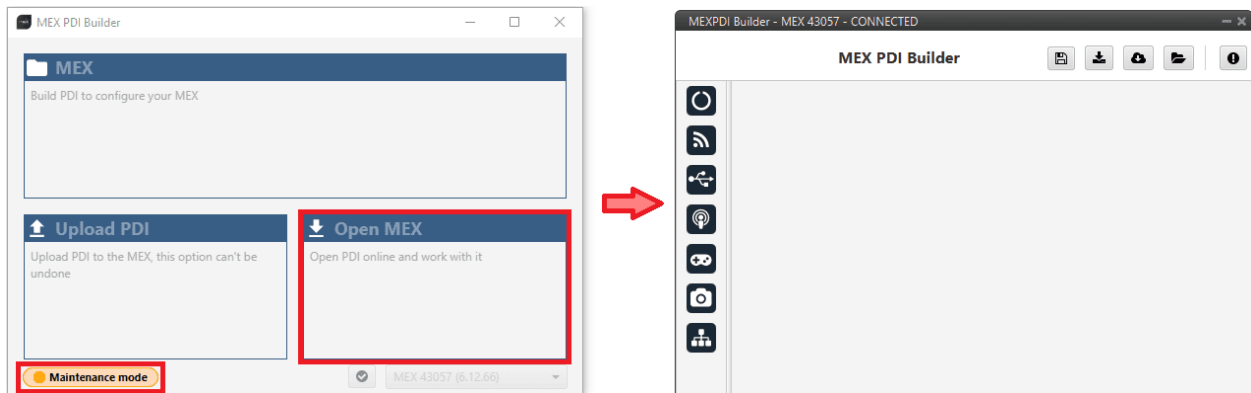 MEX PDI Builder
MEX
Build PDI to configure your MEX
Upload PDI
Upload PDI to the MEX, this option can't be
undone
Open MEX
Open PDI online and work with it
Maintenance mode
MEX 43057 (6.12.66)
MEXPDI Builder - MEX 43057 - CONNECTED
MEX PDI Builder